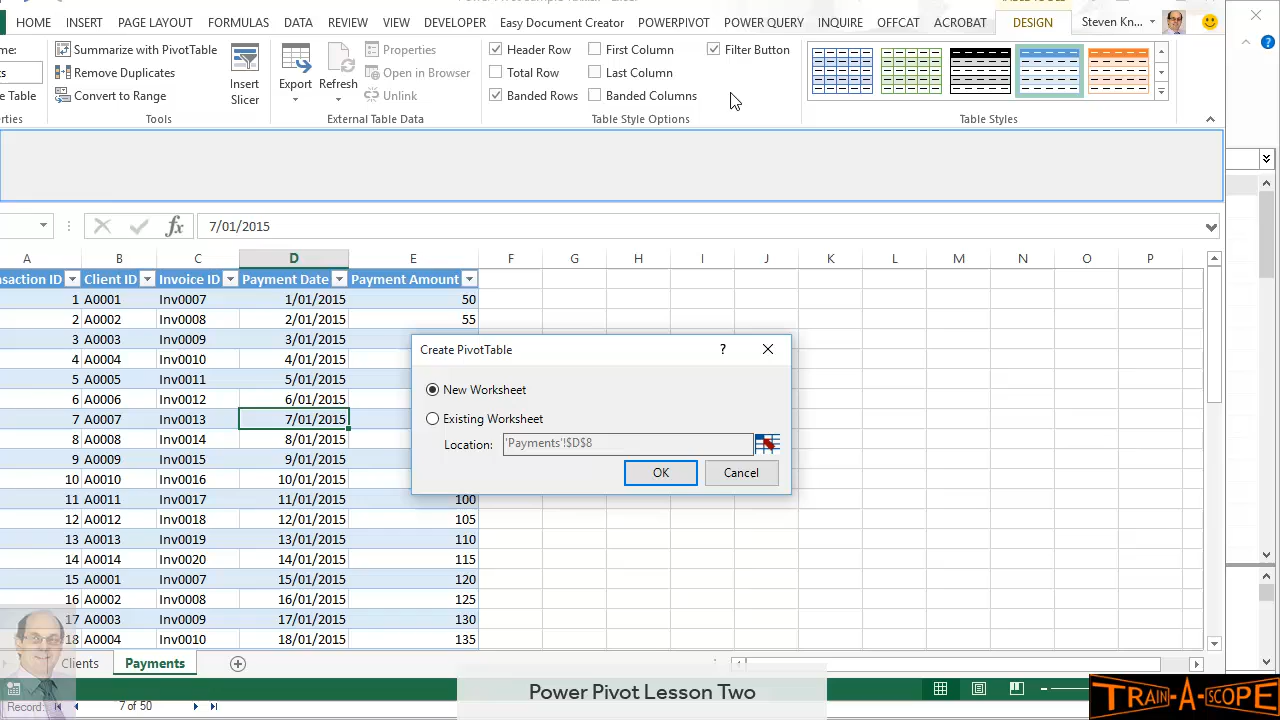 INSERT PAGE LAYOUT FORMULAS DATA REVIEW VIEW DEVELOPER Easy Document Creator POWERPIVOT POWER QUERY INQUIRE OFFCAT ACROBAT DESIGN Steven Kn...
Summarize with PivotTable
Remove Duplicates
Convert to Range
Tools
Insert
Slicer
Export
Refresh
Properties
Open in Browser
Unlink
External Table Data
Header Row First Column Filter Button
Total Row Last Column
Banded Rows Banded Columns
Table Style Options
Table Styles
7/01/2015
A B C D E F G H I J K L M N O P
nsaction ID Client ID Invoice ID Payment Date Payment Amount
1 A0001 Inv0007 1/01/2015 50
2 A0002 Inv0008 2/01/2015 55
3 A0003 Inv0009 3/01/2015
4 A0004 Inv0010 4/01/2015
5 A0005 Inv0011 5/01/2015
6 A0006 Inv0012 6/01/2015
7 A0007 Inv0013 7/01/2015
8 A0008 Inv0014 8/01/2015
9 A0009 Inv0015 9/01/2015
10 A0010 Inv0016 10/01/2015
11 A0011 Inv0017 11/01/2015 100
12 A0012 Inv0018 12/01/2015 105
13 A0013 Inv0019 13/01/2015 110
14 A0014 Inv0020 14/01/2015 115
15 A0001 Inv0007 15/01/2015 120
16 A0002 Inv0008 16/01/2015 125
17 A0003 Inv0009 17/01/2015 130
18 A0004 Inv0010 18/01/2015 135
Create PivotTable ?
New Worksheet
Existing Worksheet
Location: 'Payments'!$D$8
OK Cancel
Clients Payments
Record: 7 of 50
Power Pivot Lesson Two
TRAIN-A-SCOPE